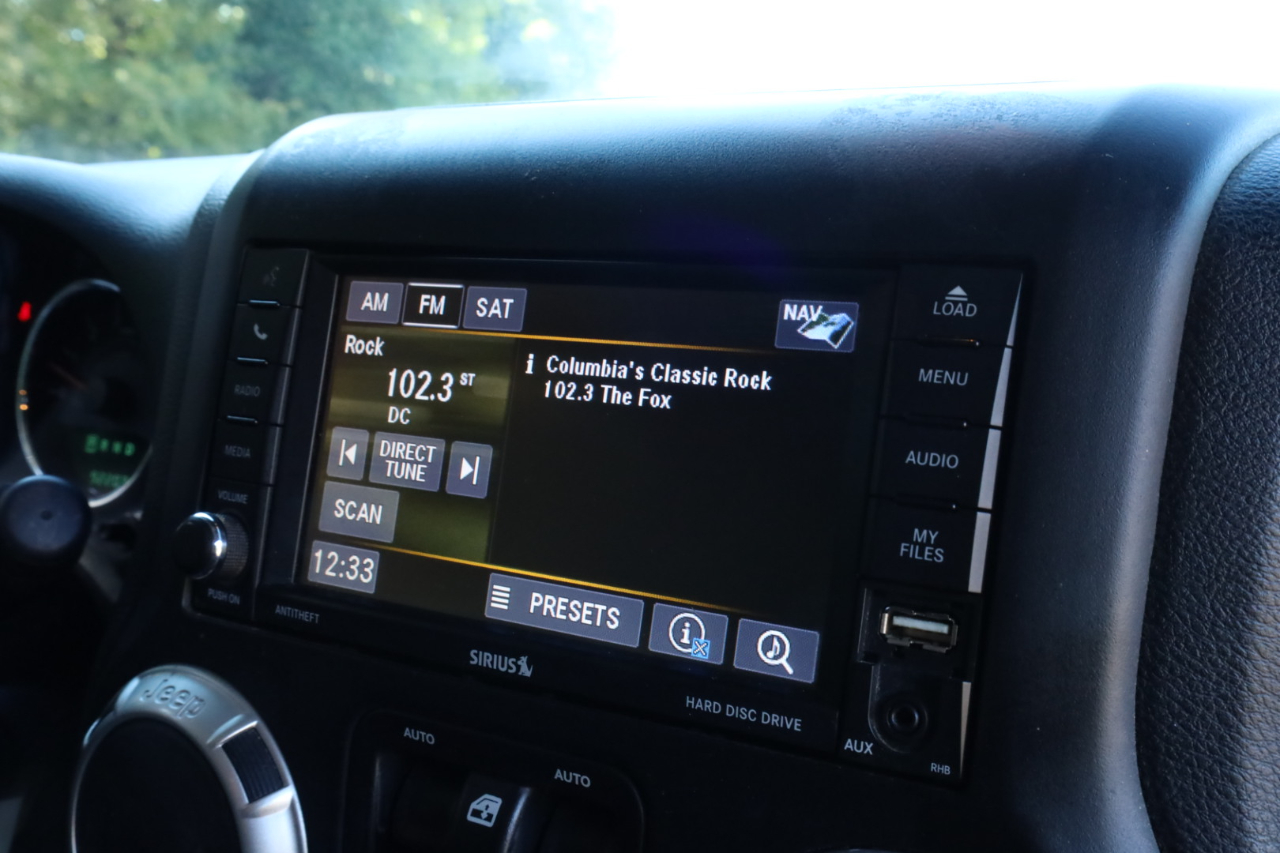 AM
FM
SAT
NAV
LOAD
Rock
102.3 ST
DC
i Columbia's Classic Rock
102.3 The Fox
MENU
RADIO
MEDIA
DIRECT
TUNE
AUDIO
VOLUME
SCAN
MY
FILES
12:33
PUSH ON
ANTITHEFT
PRESETS
i
SIRIUS
HARD DISC DRIVE
AUX
RHB
Jeep
AUTO
AUTO